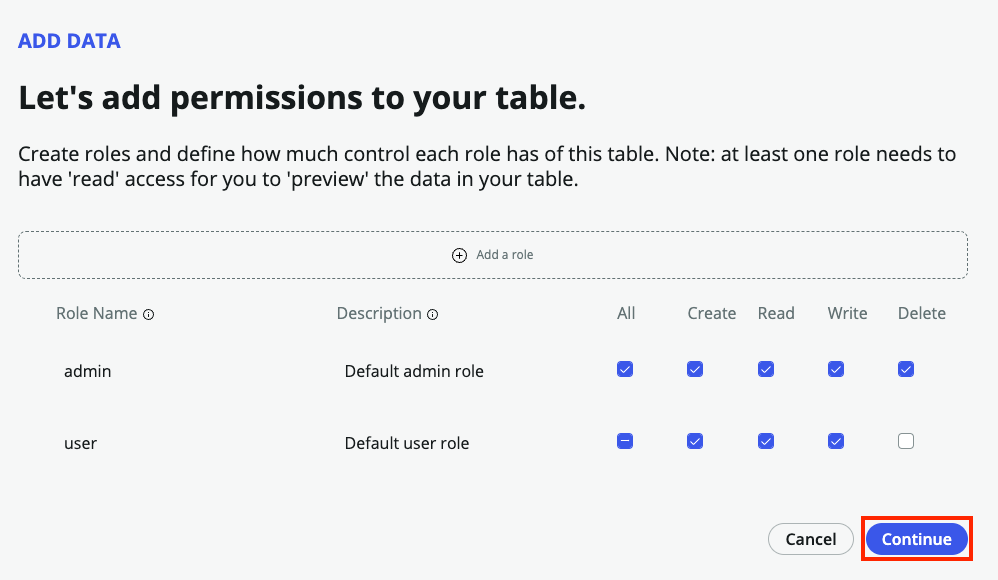 ADD DATA
Let's add permissions to your table.
Create roles and define how much control each role has of this table. Note: at least one role needs to
have 'read' access for you to 'preview' the data in your table.
Add a role
Role Name Description All Create Read Write Delete
admin Default admin role
user Default user role
Cancel Continue